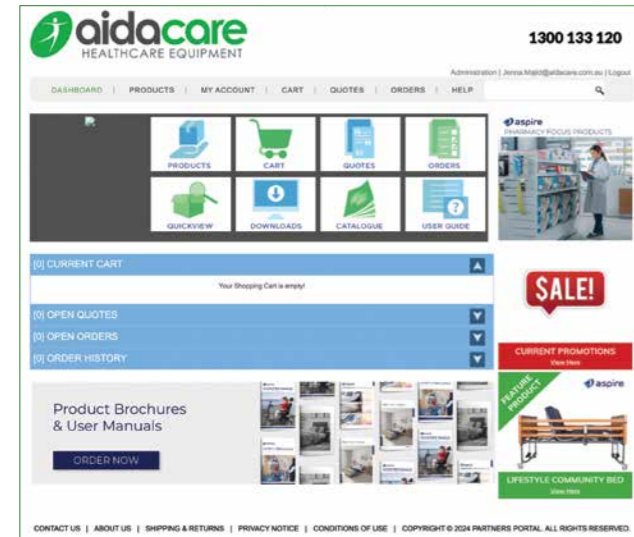 aidacare
HEALTHCARE EQUIPMENT
1300 133 120
Administration | Jenna.Majid@aidacare.com.au | Logout
DASHBOARD | PRODUCTS | MY ACCOUNT | CART | QUOTES | ORDERS | HELP
PRODUCTS
CART
QUOTES
ORDERS
QUICKVIEW
DOWNLOADS
CATALOGUE
USER GUIDE
aspire
PHARMACY FOCUS PRODUCTS
[0] CURRENT CART
Your Shopping Cart is empty!
[0] OPEN QUOTES
[0] OPEN ORDERS
[0] ORDER HISTORY
SALE!
CURRENT PROMOTIONS
View Here
Product Brochures
& User Manuals
ORDER NOW
FEATURE
PRODUCT
aspire
LIFESTYLE COMMUNITY BED
View Here
CONTACT US | ABOUT US | SHIPPING & RETURNS | PRIVACY NOTICE | CONDITIONS OF USE | COPYRIGHT © 2024 PARTNERS PORTAL. ALL RIGHTS RESERVED.